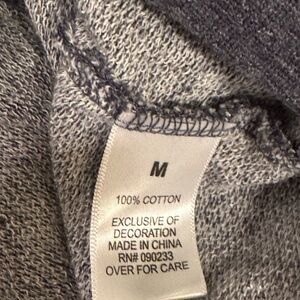 M
100% COTTON
EXCLUSIVE OF
DECORATION
MADE IN CHINA
RN# 090233
OVER FOR CARE